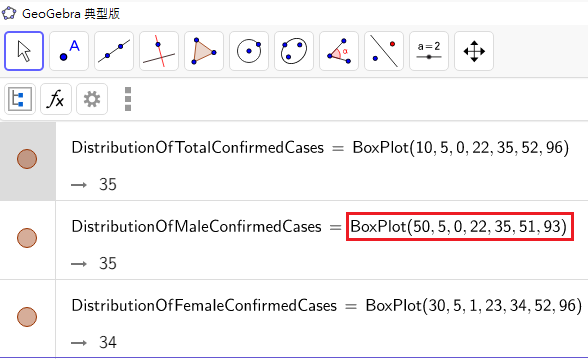 GeoGebra 典型版
A
α
a = 2
fx
DistributionOfTotalConfirmedCases = BoxPlot(10, 5, 0, 22, 35, 52, 96)
→ 35
DistributionOfMaleConfirmedCases = BoxPlot(50, 5, 0, 22, 35, 51, 93)
→ 35
DistributionOfFemaleConfirmedCases = BoxPlot(30, 5, 1, 23, 34, 52, 96)
→ 34